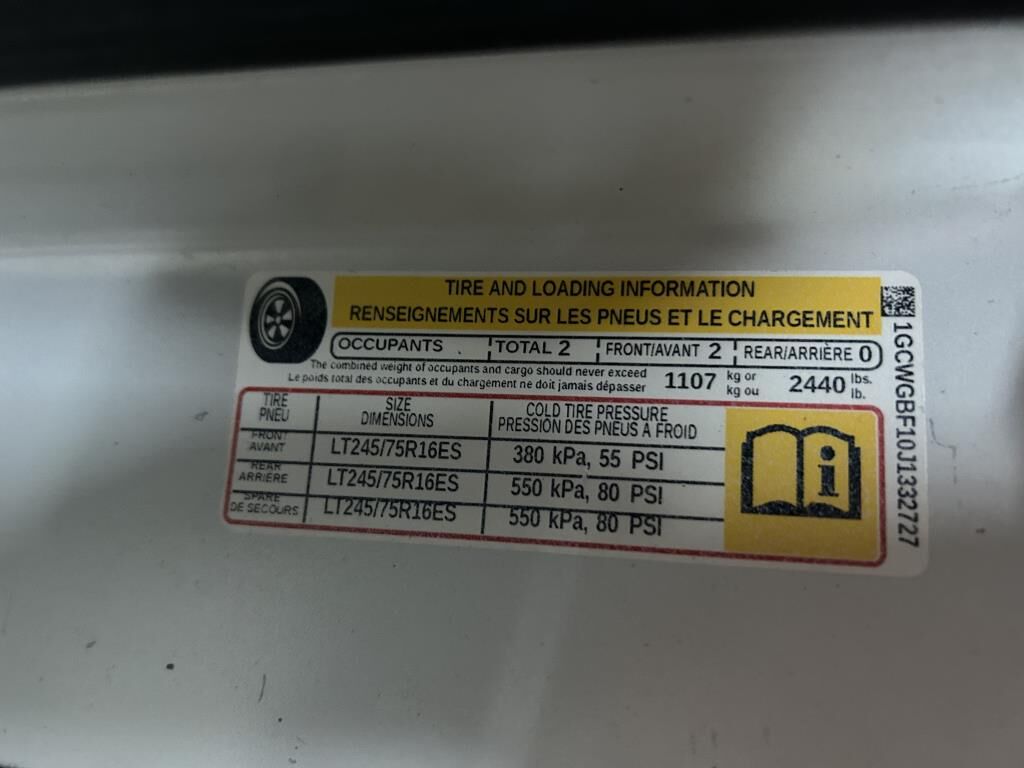 TIRE AND LOADING INFORMATION
RENSEIGNEMENTS SUR LES PNEUS ET LE CHARGEMENT
OCCUPANTS TOTAL 2 FRONT/AVANT 2 REAR/ARRIÈRE 0
The combined weight of occupants and cargo should never exceed 1107 kg or 2440 lbs.
Le poids total des occupants et du chargement ne doit jamais dépasser kg ou lb.
TIRE SIZE COLD TIRE PRESSURE
PNEU DIMENSIONS PRESSION DES PNEUS A FROID
FRONT
AVANT LT245/75R16ES 380 kPa, 55 PSI
REAR
ARRIÈRE LT245/75R16ES 550 kPa, 80 PSI
SPARE
DE SECOURS LT245/75R16ES 550 kPa, 80 PSI
1GCWGBF10J1332727